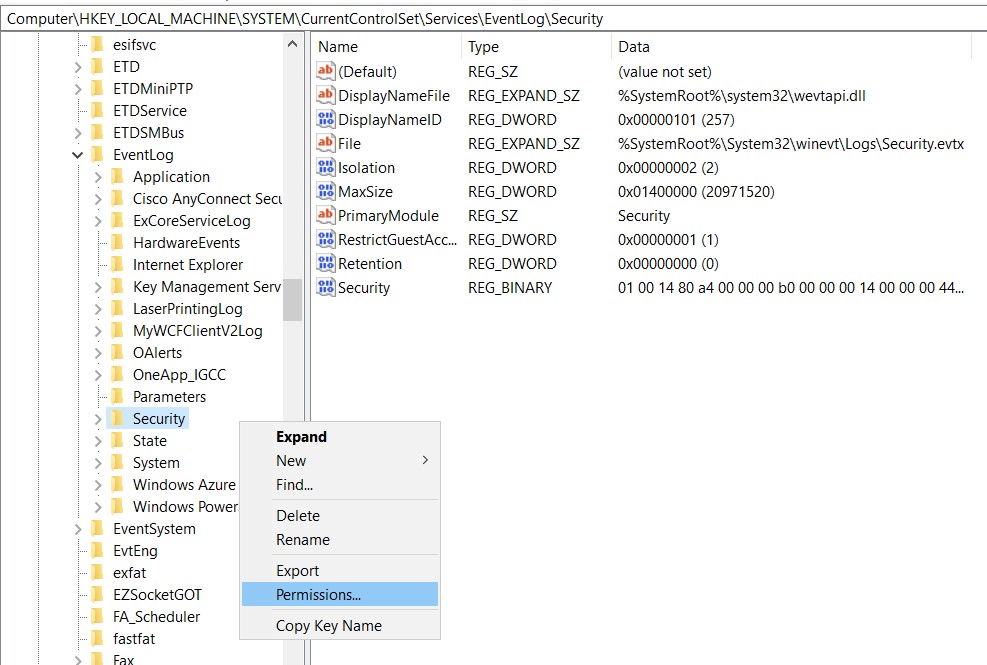 Computer\HKEY_LOCAL_MACHINE\SYSTEM\CurrentControlSet\Services\EventLog\Security
esifsvc
ETD
ETDMiniPTP
ETDService
ETDSMBus
EventLog
Application
Cisco AnyConnect Secu
ExCoreServiceLog
HardwareEvents
Internet Explorer
Key Management Serv
LaserPrintingLog
MyWCFClientV2Log
OAlerts
OneApp_IGCC
Parameters
Security
State
System
Windows Azure
Windows Power
EventSystem
EvtEng
exfat
EZSocketGOT
FA_Scheduler
fastfat
Fax
Name Type Data
(Default) REG_SZ (value not set)
DisplayNameFile REG_EXPAND_SZ %SystemRoot%\system32\wevtapi.dll
DisplayNameID REG_DWORD 0x00000101 (257)
File REG_EXPAND_SZ %SystemRoot%\System32\winevt\Logs\Security.evtx
Isolation REG_DWORD 0x00000002 (2)
MaxSize REG_DWORD 0x01400000 (20971520)
PrimaryModule REG_SZ Security
RestrictGuestAcc... REG_DWORD 0x00000001 (1)
Retention REG_DWORD 0x00000000 (0)
Security REG_BINARY 01 00 14 80 a4 00 00 00 b0 00 00 00 14 00 00 00 44...
Expand
New
Find...
Delete
Rename
Export
Permissions...
Copy Key Name